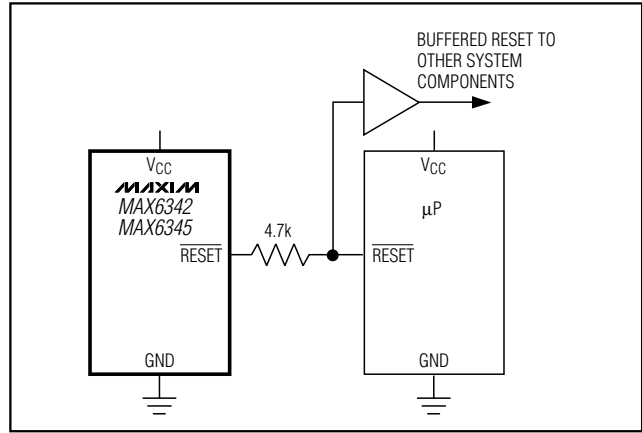 BUFFERED RESET TO
OTHER SYSTEM
COMPONENTS
VCC
MAXIM
MAX6342
MAX6345
RESET
GND
4.7k
VCC
μP
RESET
GND